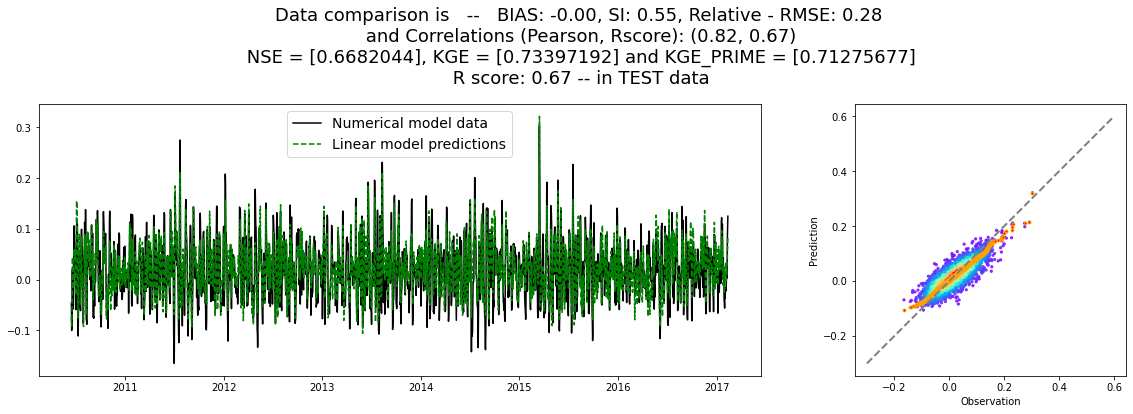 Data comparison is -- BIAS: -0.00, SI: 0.55, Relative - RMSE: 0.28
and Correlations (Pearson, Rscore): (0.82, 0.67)
NSE = [0.6682044], KGE = [0.73397192] and KGE_PRIME = [0.71275677]
R score: 0.67 -- in TEST data
Numerical model data
Linear model predictions
0.3
0.2
0.1
0.0
−0.1
2011
2012
2013
2014
2015
2016
2017
Prediction
0.6
0.4
0.2
0.0
−0.2
−0.2
0.0
0.2
0.4
0.6
Observation